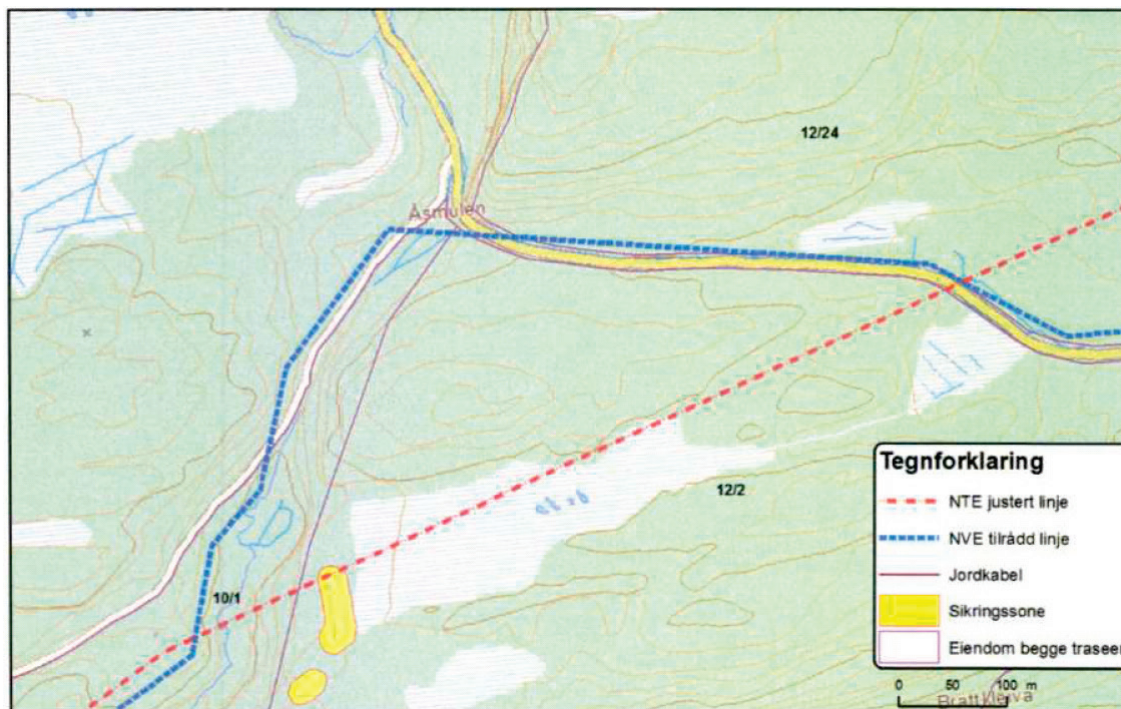 12/24
Åsmulen
12/2
10/1
Tegnforklaring
NTE justert linje
NVE tilrådd linje
Jordkabel
Sikringssone
Eiendom begge traseer
0 50 100 m